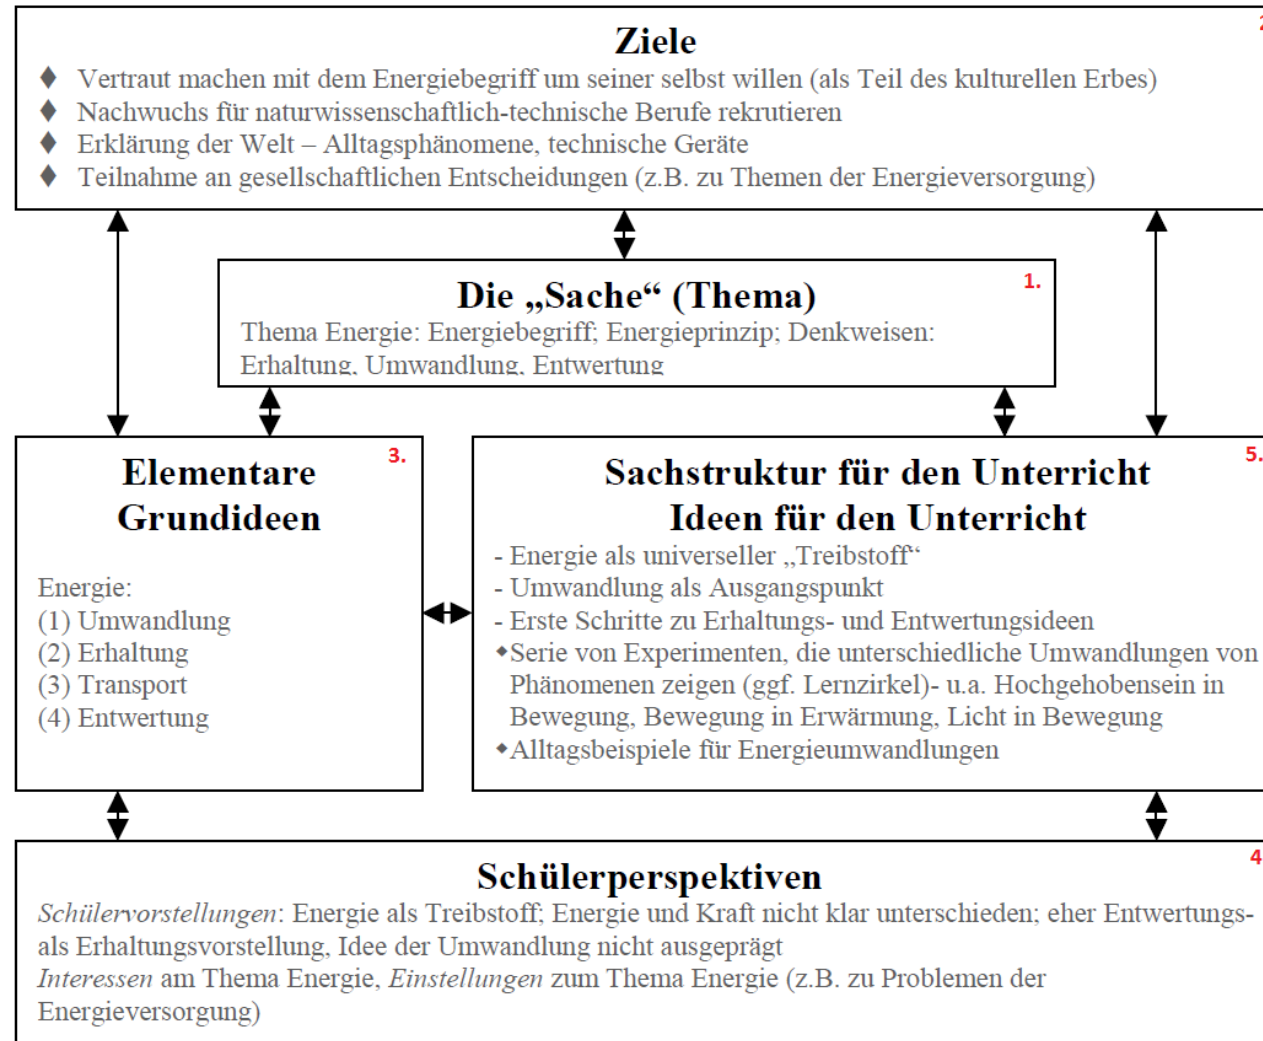 2
Ziele
♦ Vertraut machen mit dem Energiebegriff um seiner selbst willen (als Teil des kulturellen Erbes)
♦ Nachwuchs für naturwissenschaftlich-technische Berufe rekrutieren
♦ Erklärung der Welt – Alltagsphänomene, technische Geräte
♦ Teilnahme an gesellschaftlichen Entscheidungen (z.B. zu Themen der Energieversorgung)
1.
Die „Sache“ (Thema)
Thema Energie: Energiebegriff; Energieprinzip; Denkweisen:
Erhaltung, Umwandlung, Entwertung
3.
Elementare
Grundideen
Energie:
(1) Umwandlung
(2) Erhaltung
(3) Transport
(4) Entwertung
5.
Sachstruktur für den Unterricht
Ideen für den Unterricht
- Energie als universeller „Treibstoff“
- Umwandlung als Ausgangspunkt
- Erste Schritte zu Erhaltungs- und Entwertungsideen
◆Serie von Experimenten, die unterschiedliche Umwandlungen von
Phänomenen zeigen (ggf. Lernzirkel)- u.a. Hochgehobensein in
Bewegung, Bewegung in Erwärmung, Licht in Bewegung
◆Alltagsbeispiele für Energieumwandlungen
4
Schülerperspektiven
Schülervorstellungen: Energie als Treibstoff; Energie und Kraft nicht klar unterschieden; eher Entwertungs-
als Erhaltungsvorstellung, Idee der Umwandlung nicht ausgeprägt
Interessen am Thema Energie, Einstellungen zum Thema Energie (z.B. zu Problemen der
Energieversorgung)